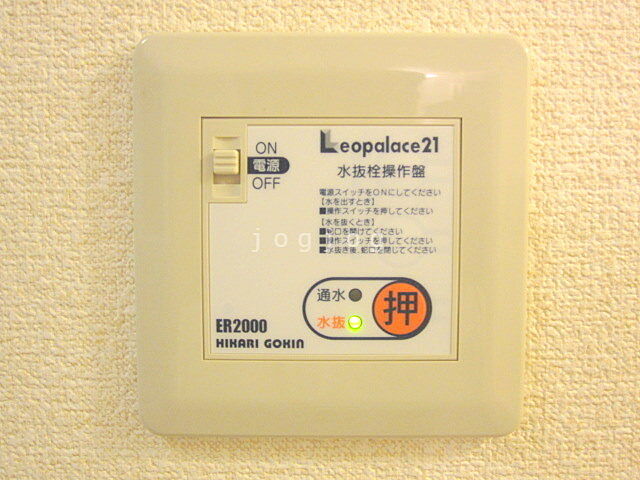 Leopalace21
水抜栓操作盤
ON
電源
OFF
電源スイッチをONにしてください
【水を出すとき】
■操作スイッチを押してください
【水を抜くとき】
■蛇口を開けてください
■操作スイッチを押してください
■水抜き後、蛇口を閉じてください
通水
水抜
押
ER2000
HIKARI GOKIN